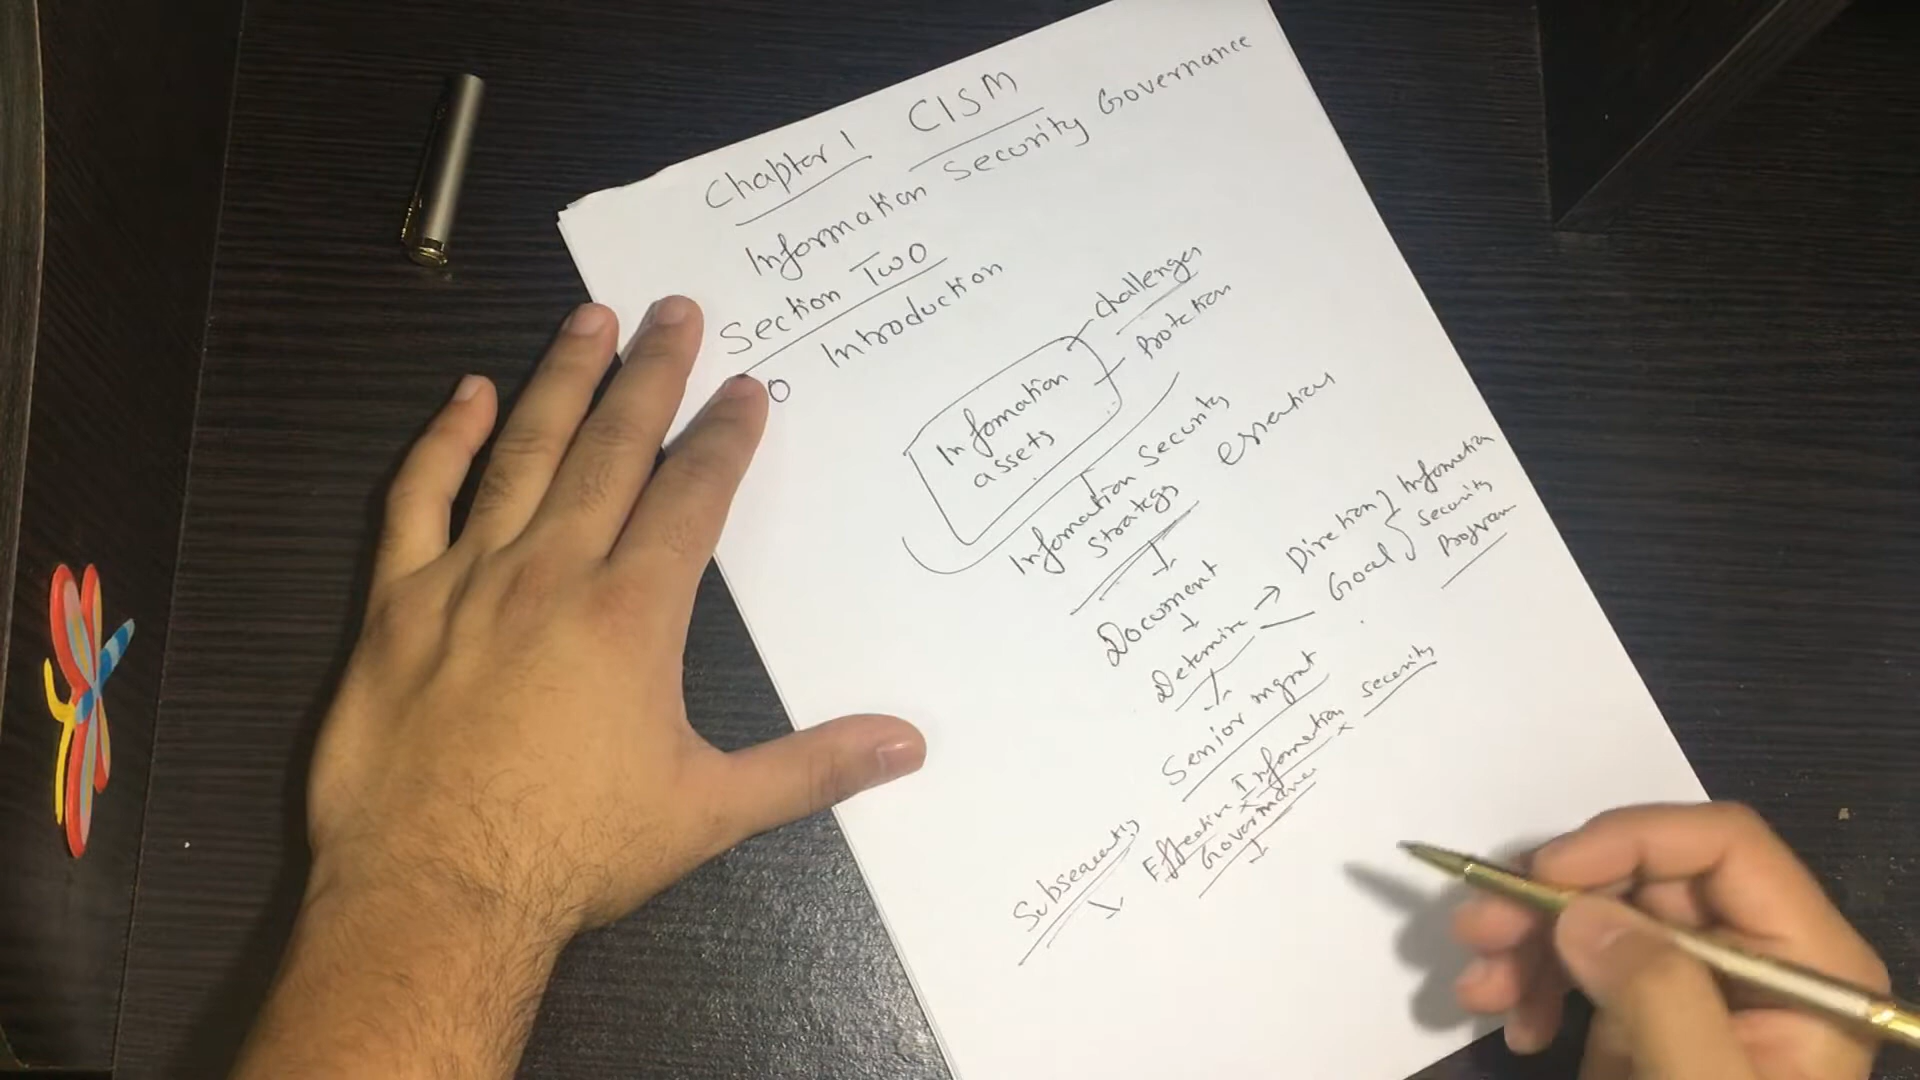 Chapter 1 CISM
Information Security Governance
Section Two
O Introduction
Information assets
challenges
Protection
Information Security Strategy
essential
Document
Determine
Direction
Goal
Information Security Program
Senior mgmt
Effective Information Security
Governance
Subsequently